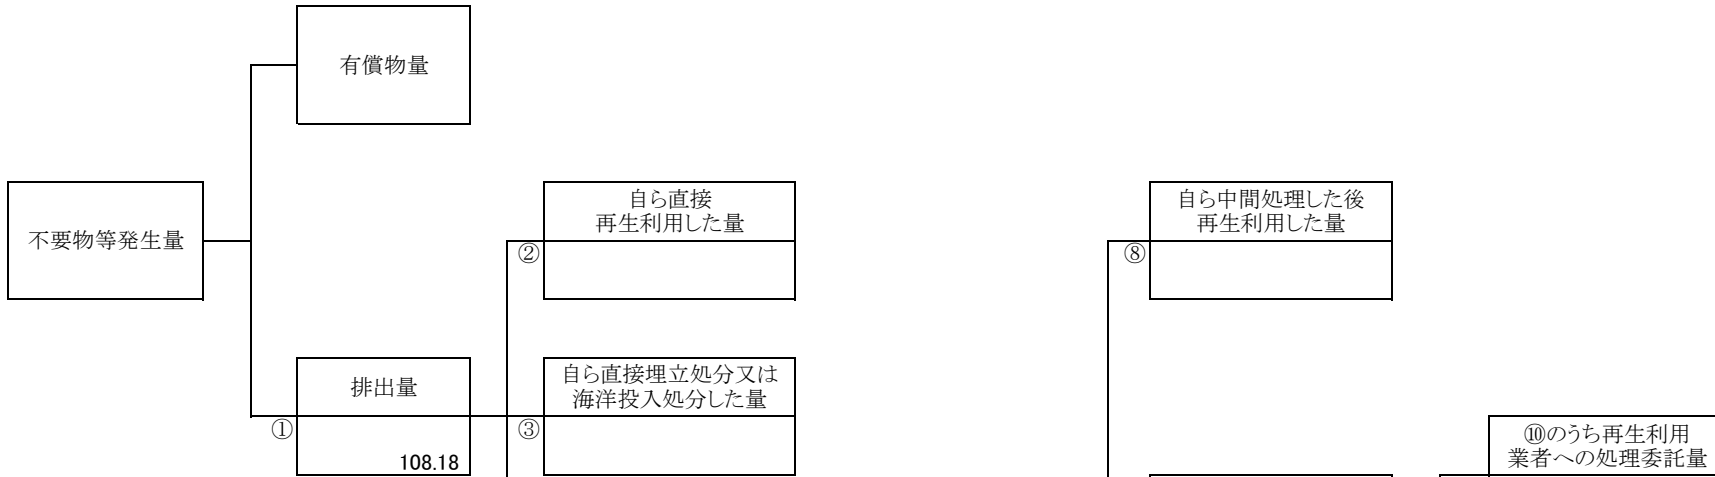 有償物量
不要物等発生量
自ら直接
再生利用した量
②
自ら中間処理した後
再生利用した量
⑧
排出量
①
108.18
自ら直接埋立処分又は
海洋投入処分した量
③
⑩のうち再生利用
業者への処理委託量